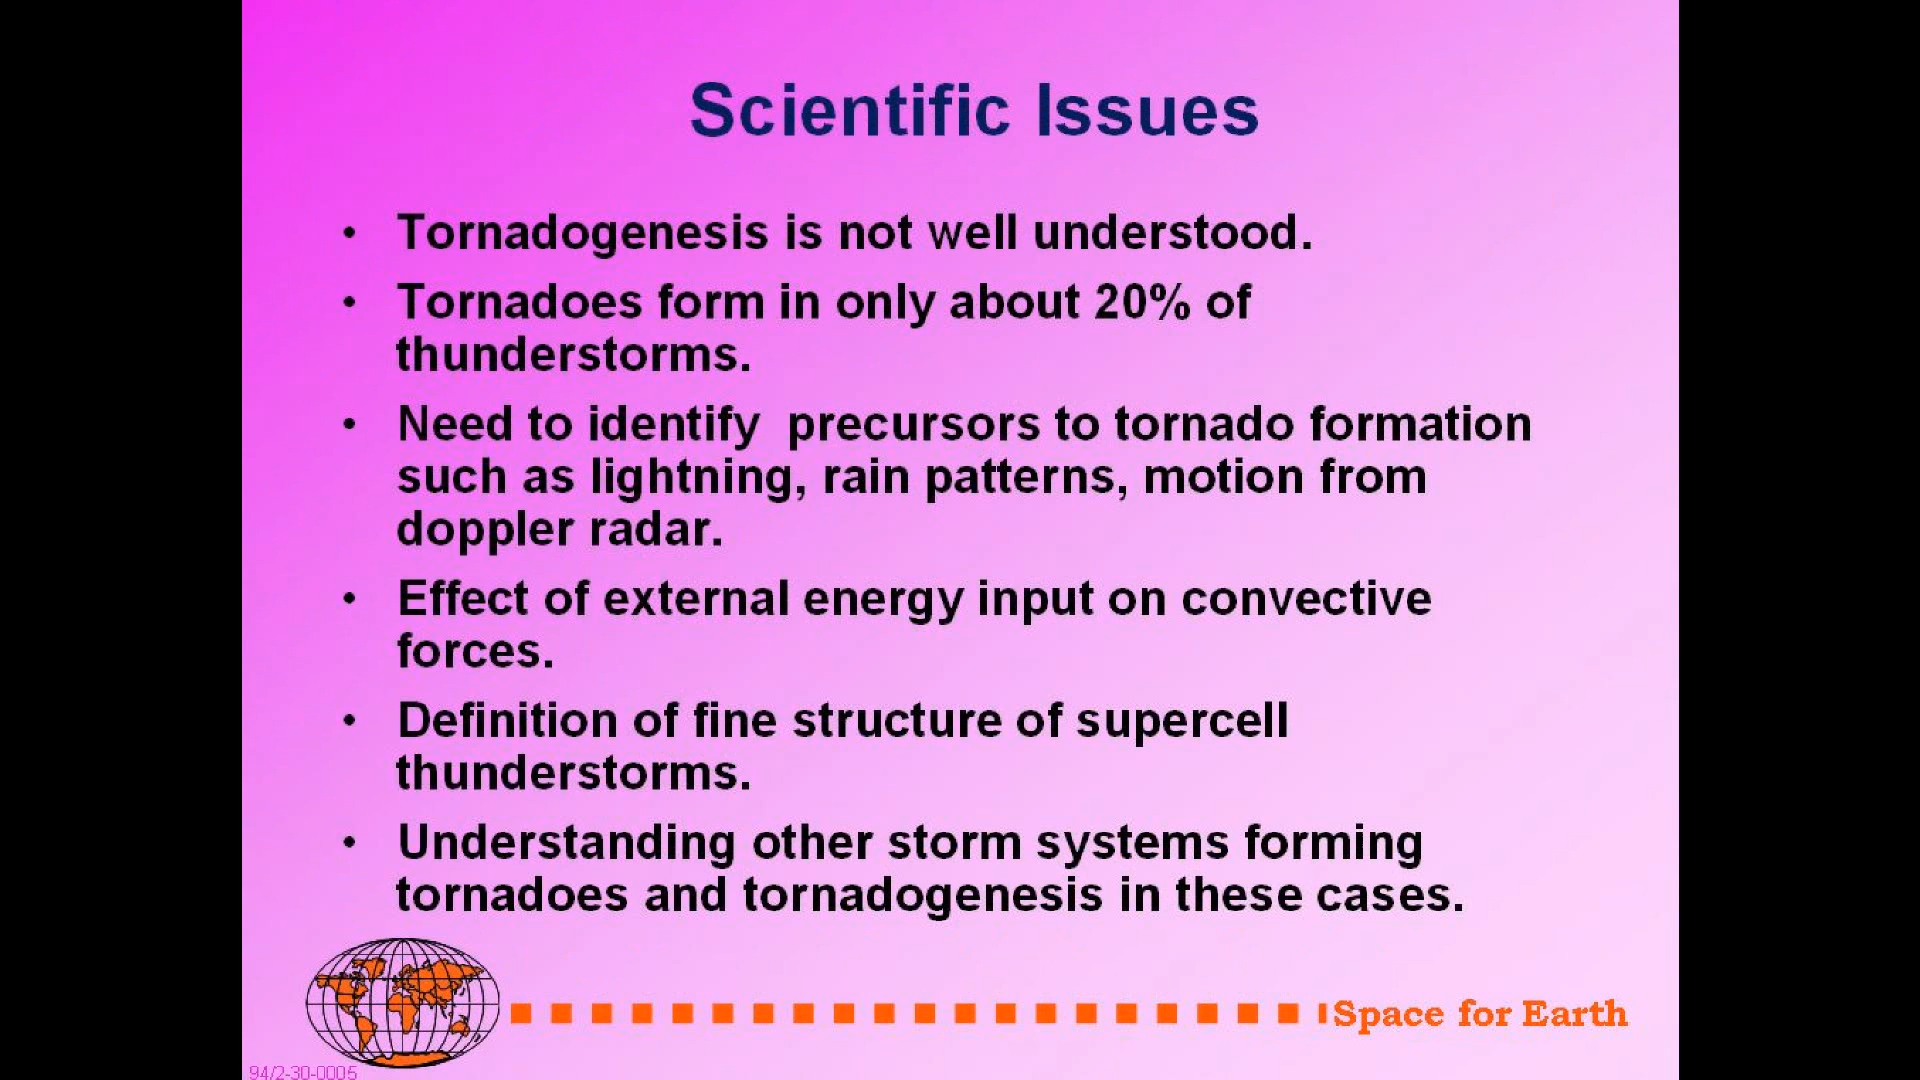 Scientific Issues
• Tornadogenesis is not well understood.
• Tornadoes form in only about 20% of
thunderstorms.
• Need to identify  precursors to tornado formation
such as lightning, rain patterns, motion from
doppler radar.
• Effect of external energy input on convective
forces.
• Definition of fine structure of supercell
thunderstorms.
• Understanding other storm systems forming
tornadoes and tornadogenesis in these cases.
Space for Earth
94/2-30-0005